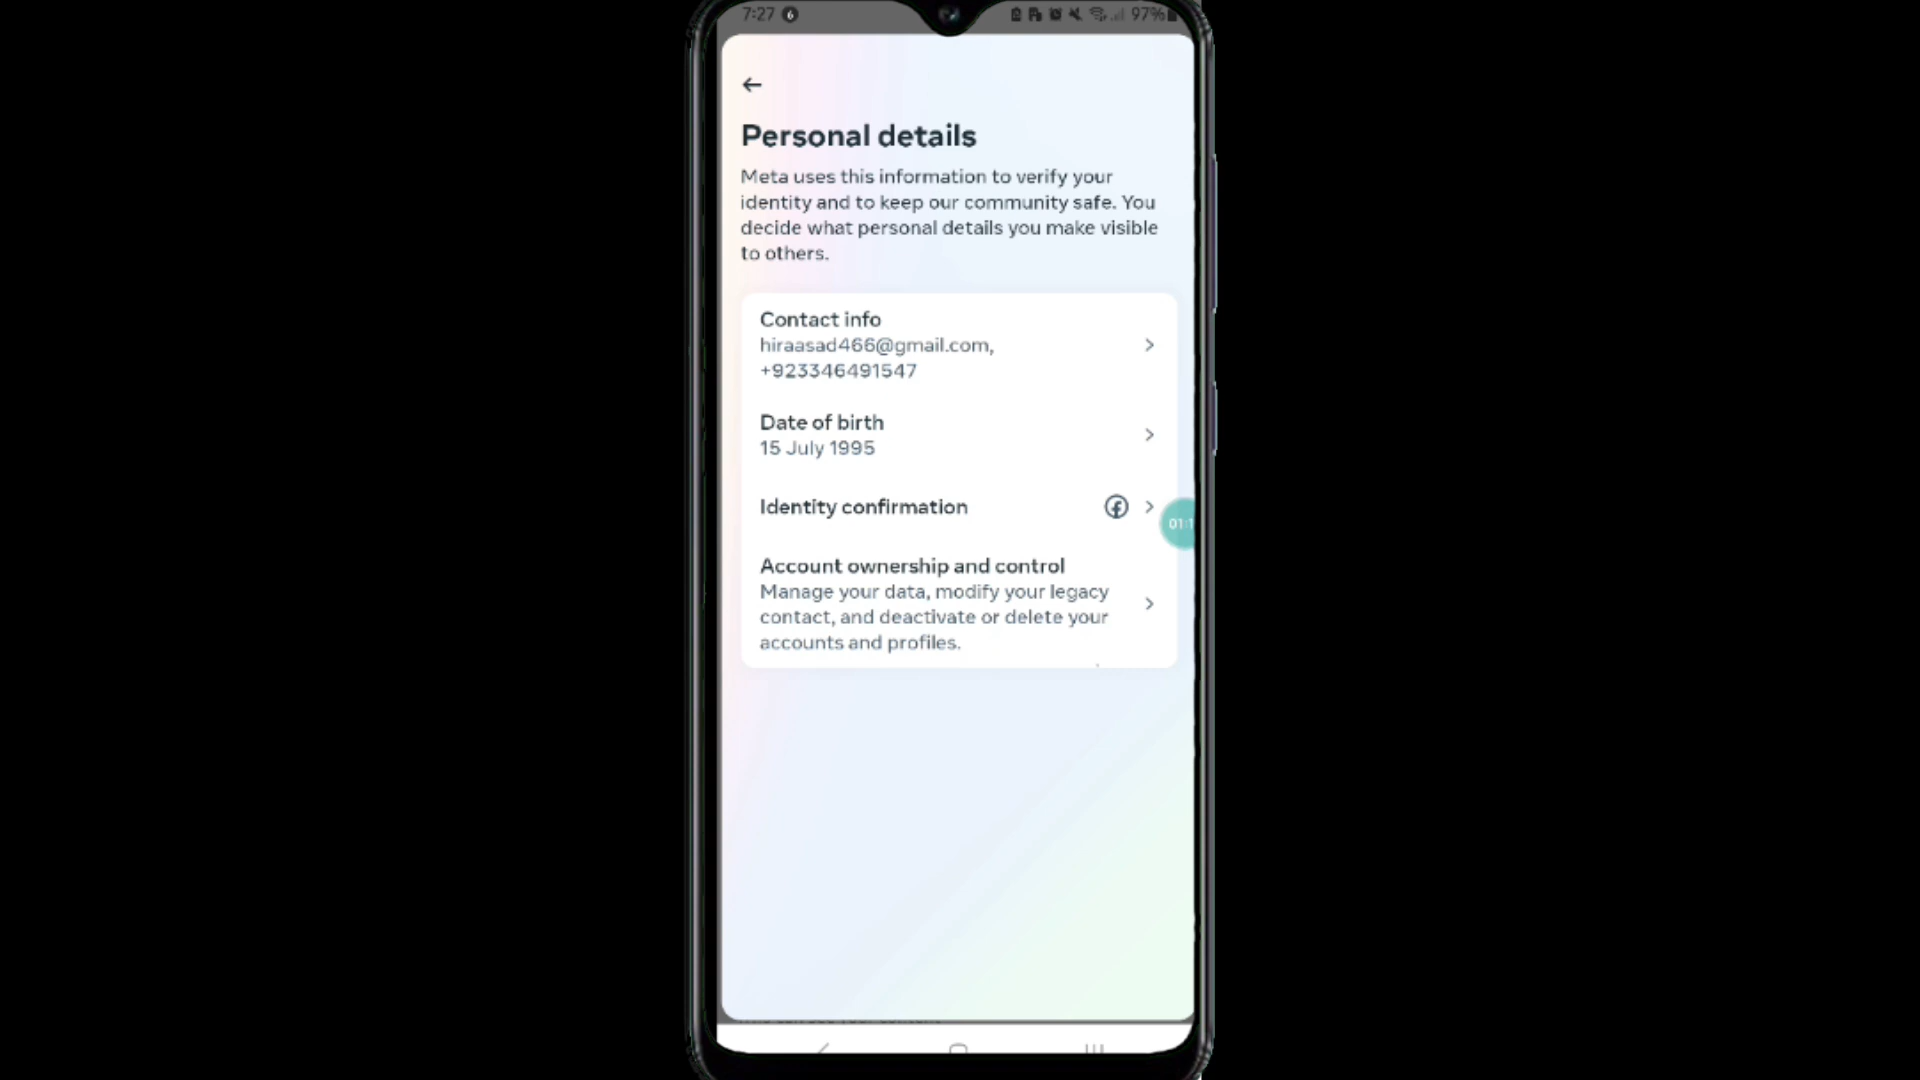 7:27
97%
Personal details
Meta uses this information to verify your
identity and to keep our community safe. You
decide what personal details you make visible
to others.
Contact info
hiraasad466@gmail.com,
+923346491547
Date of birth
15 July 1995
Identity confirmation
01:1
Account ownership and control
Manage your data, modify your legacy
contact, and deactivate or delete your
accounts and profiles.